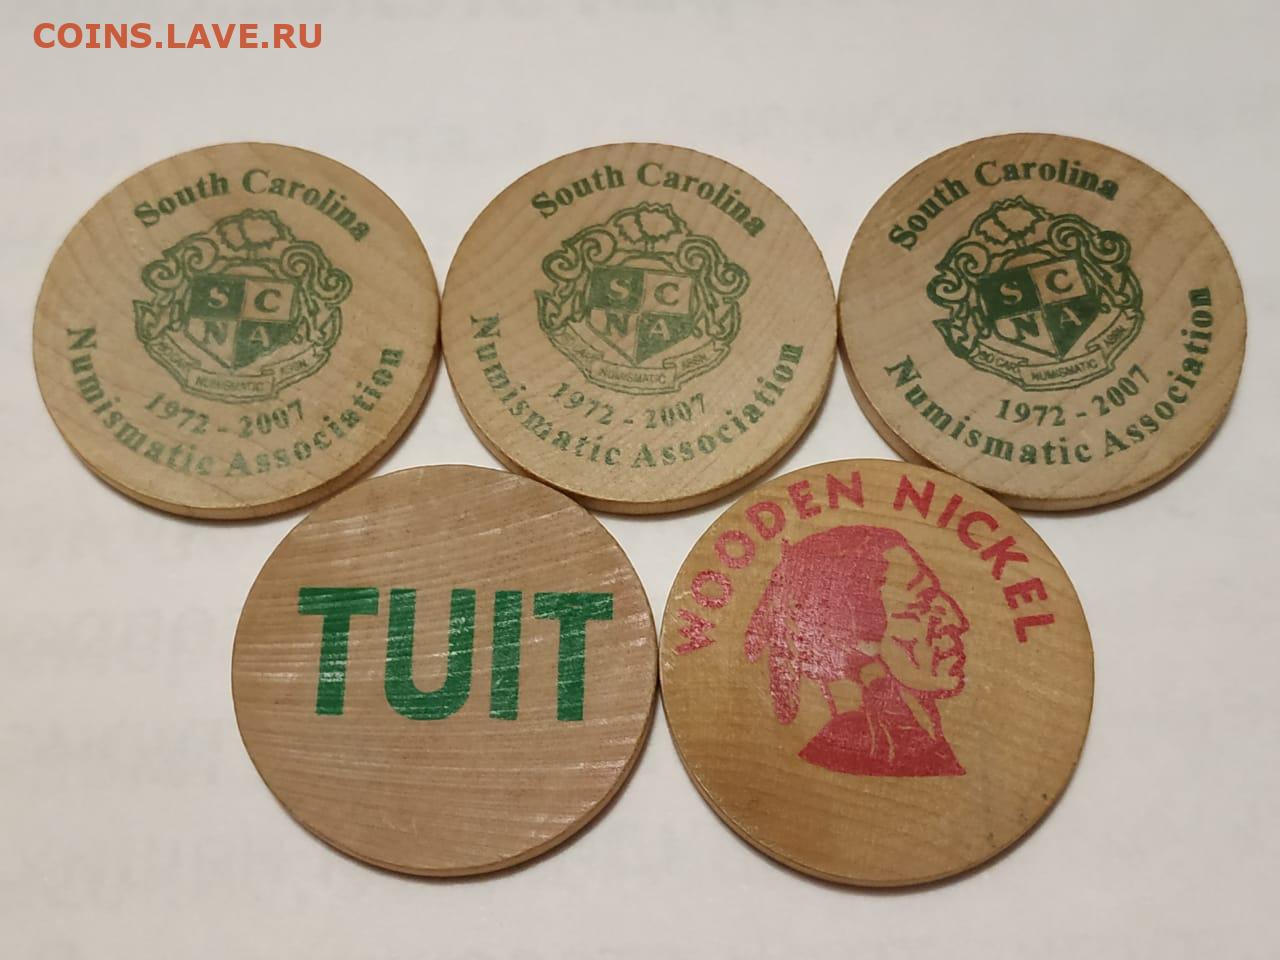 COINS.LAVE.RU
South Carolina
S C
N A
NUMISMATIC ASSN.
1972 - 2007
Numismatic Association
South Carolina
S C
N A
SO CAR. NUMISMATIC ASSN.
1972 - 2007
Numismatic Association
South Carolina
S C
N A
SO CAR. NUMISMATIC ASSN.
1972 - 2007
Numismatic Association
TUIT
WOODEN NICKEL